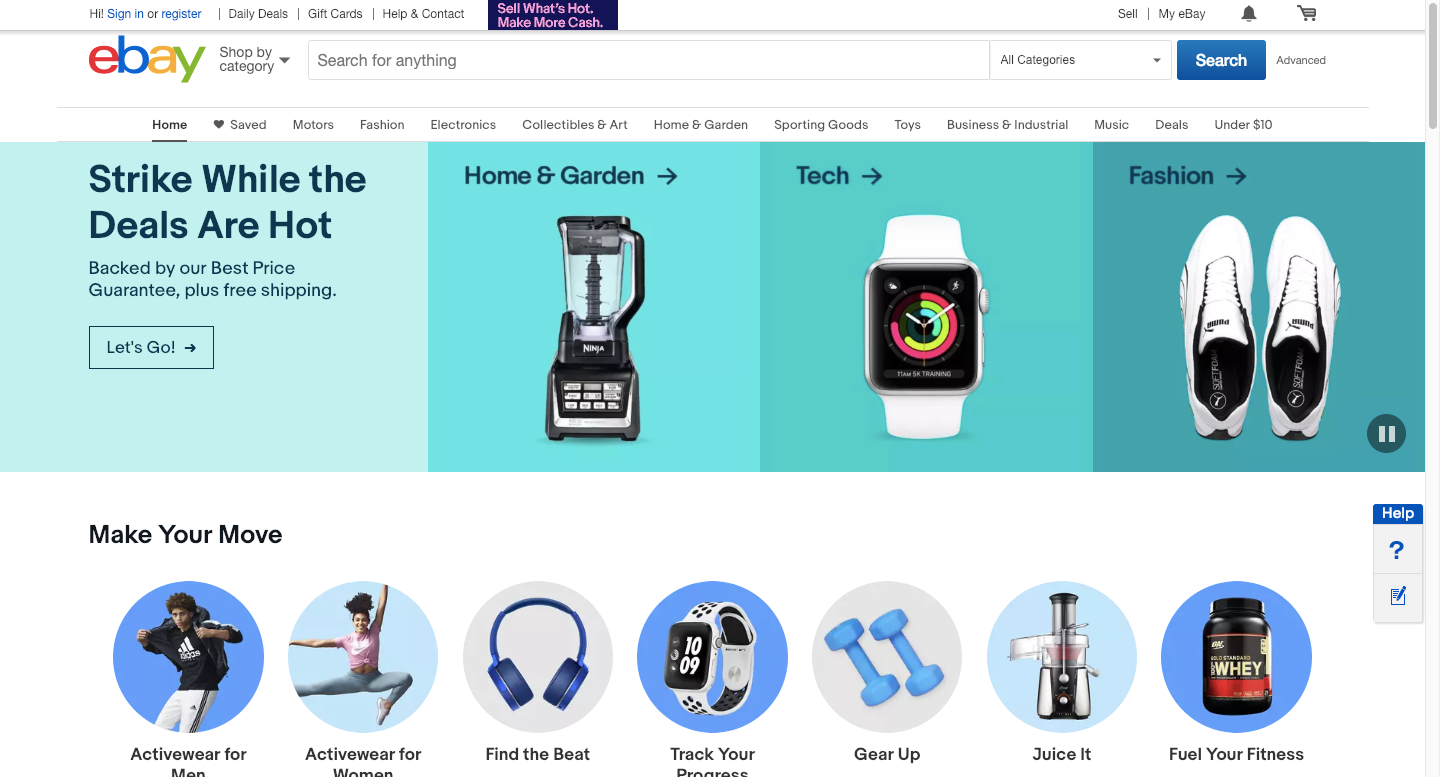 Hi! Sign in or register | Daily Deals | Gift Cards | Help & Contact
Sell What's Hot.
Make More Cash.
Sell | My eBay
ebay
Shop by
category
Search for anything
All Categories
Search
Advanced
Home
Saved
Motors
Fashion
Electronics
Collectibles & Art
Home & Garden
Sporting Goods
Toys
Business & Industrial
Music
Deals
Under $10
Strike While the
Deals Are Hot
Backed by our Best Price
Guarantee, plus free shipping.
Let's Go!
Home & Garden
NINJA
Tech
11AM 5K TRAINING
Fashion
PUMA
PUMA
SOFTFOAM
SOFTFOAM
Help
?
Make Your Move
adidas
10
09
ON
GOLD STANDARD
100% WHEY
Activewear for
Men
Activewear for
Women
Find the Beat
Track Your
Progress
Gear Up
Juice It
Fuel Your Fitness